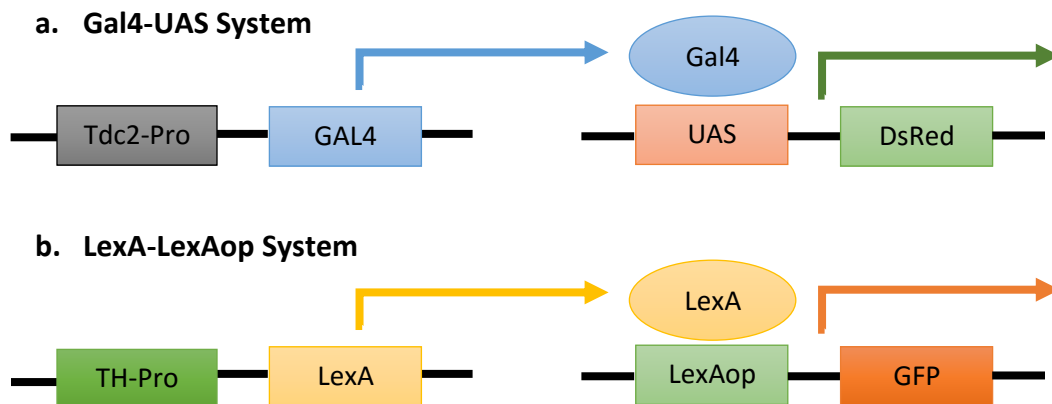 a. Gal4-UAS System
Gal4
Tdc2-Pro GAL4 UAS DsRed
b. LexA-LexAop System
LexA
TH-Pro LexA LexAop GFP